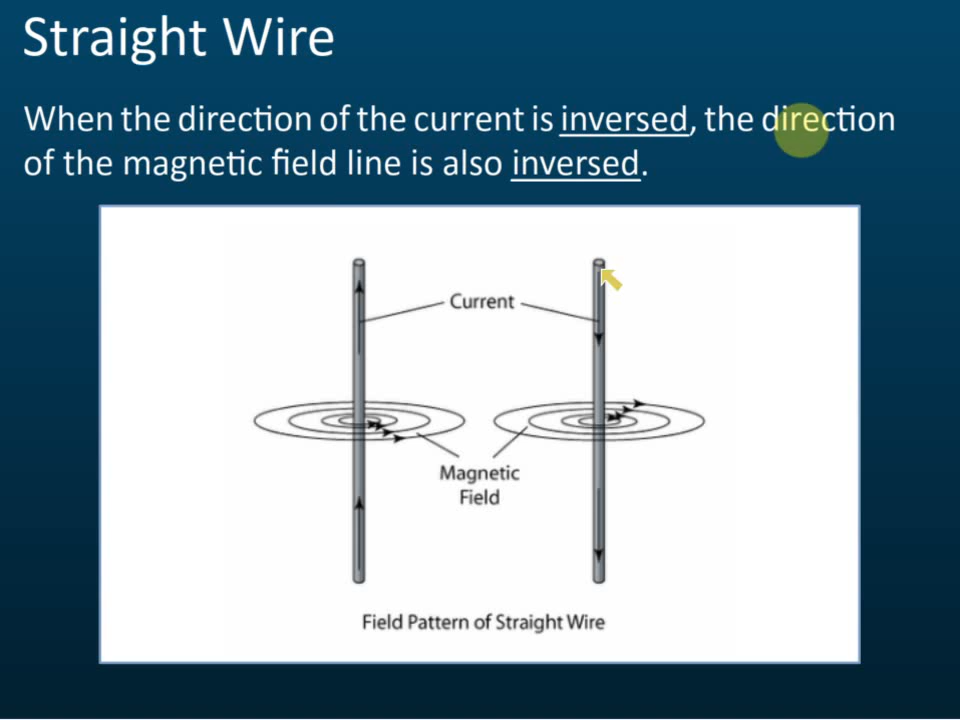 Straight Wire
When the direction of the current is inversed, the direction
of the magnetic field line is also inversed.
Current
Magnetic
Field
Field Pattern of Straight Wire